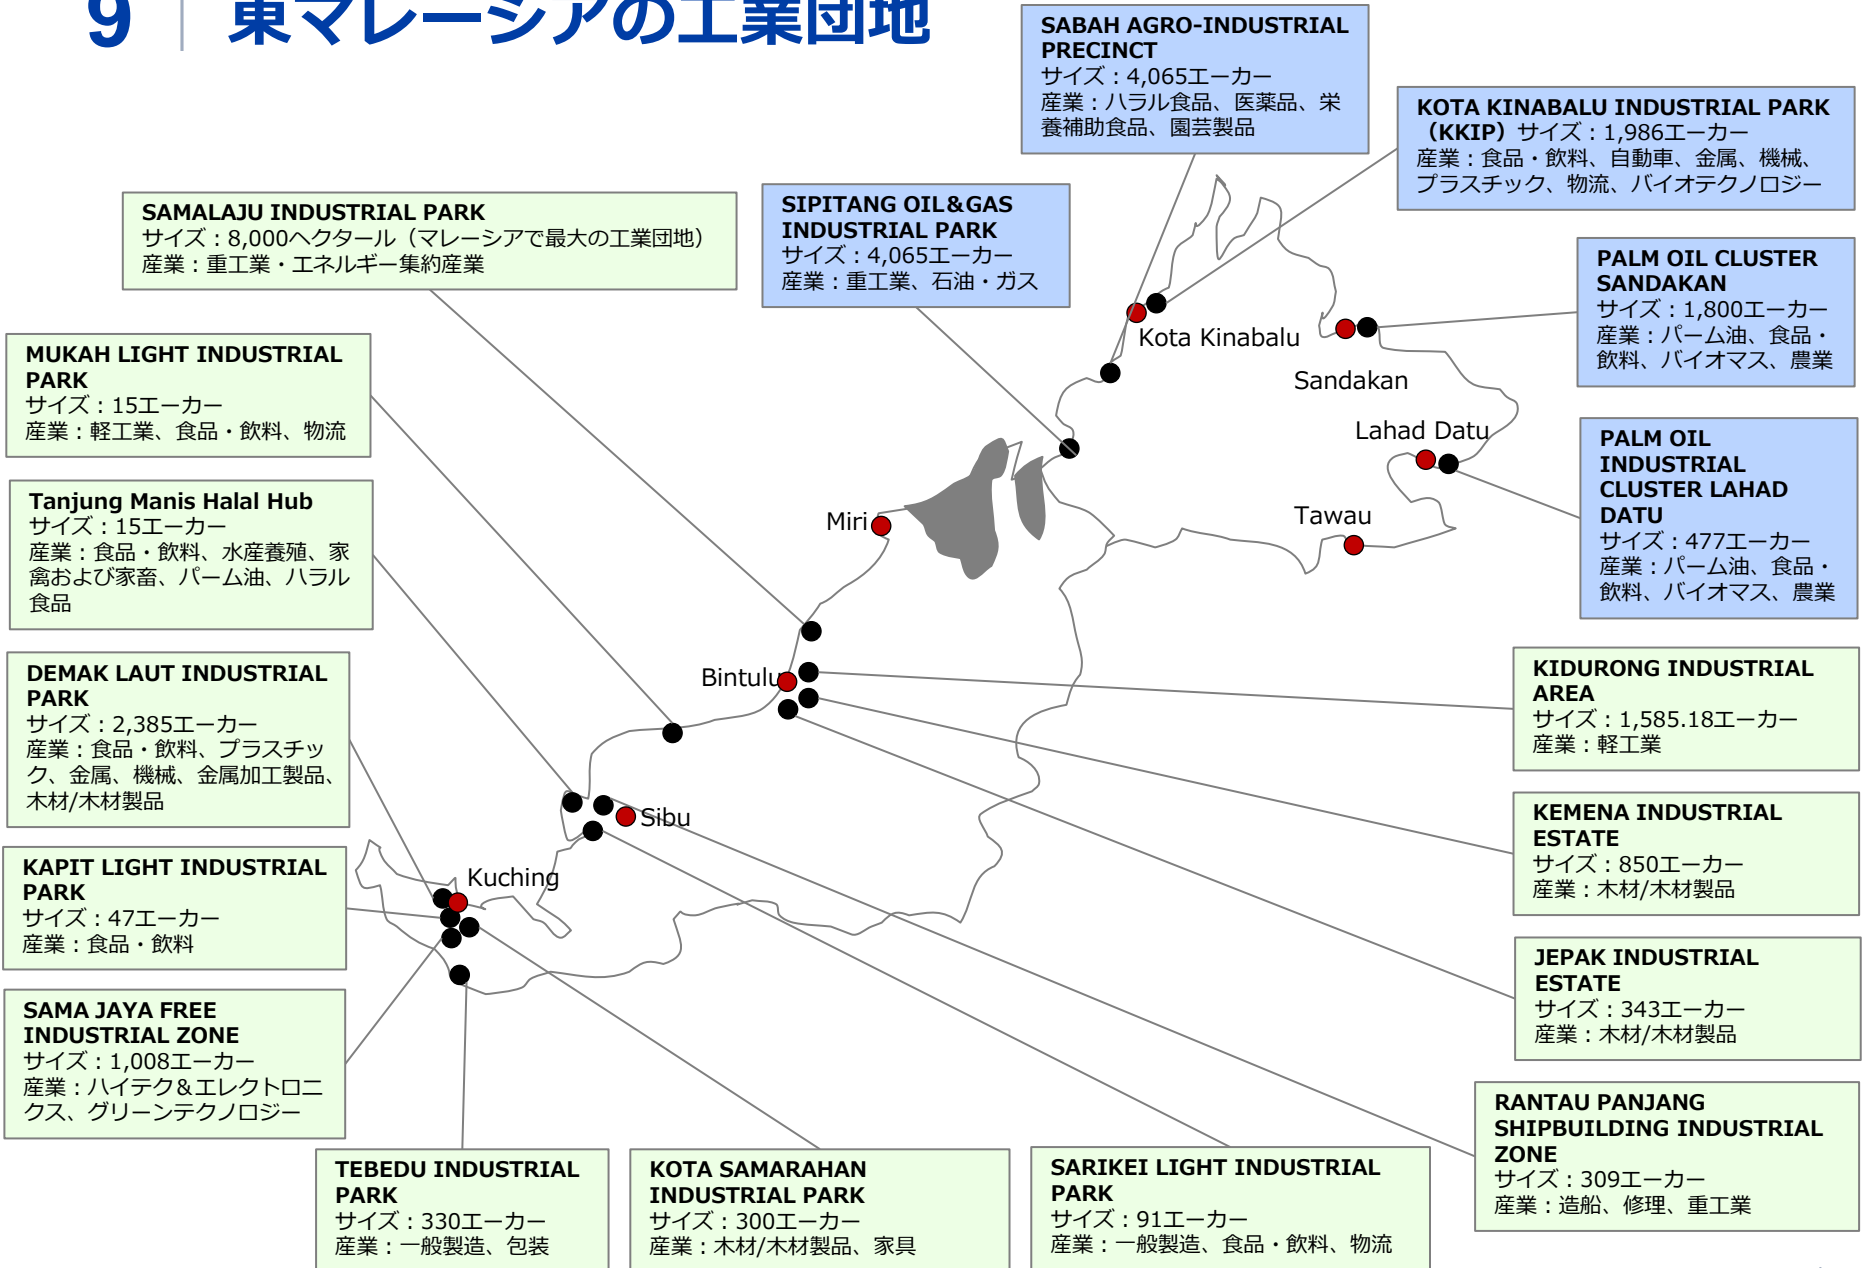 9 東マレーシアの工業団地
SABAH AGRO-INDUSTRIAL
PRECINCT
サイズ：4,065エーカー
産業：ハラル食品、医薬品、栄
養補助食品、園芸製品
KOTA KINABALU INDUSTRIAL PARK
（KKIP）サイズ：1,986エーカー
産業：食品・飲料、自動車、金属、機械、
プラスチック、物流、バイオテクノロジー
SAMALAJU INDUSTRIAL PARK
サイズ：8,000ヘクタール（マレーシアで最大の工業団地）
産業：重工業・エネルギー集約産業
SIPITANG OIL&GAS
INDUSTRIAL PARK
サイズ：4,065エーカー
産業：重工業、石油・ガス
PALM OIL CLUSTER
SANDAKAN
サイズ：1,800エーカー
産業：パーム油、食品・
飲料、バイオマス、農業
MUKAH LIGHT INDUSTRIAL
PARK
サイズ：15エーカー
産業：軽工業、食品・飲料、物流
Kota Kinabalu
Sandakan
Lahad Datu
PALM OIL
INDUSTRIAL
CLUSTER LAHAD
DATU
サイズ：477エーカー
産業：パーム油、食品・
飲料、バイオマス、農業
Tanjung Manis Halal Hub
サイズ：15エーカー
産業：食品・飲料、水産養殖、家
禽および家畜、パーム油、ハラル
食品
Miri
Tawau
DEMAK LAUT INDUSTRIAL
PARK
サイズ：2,385エーカー
産業：食品・飲料、プラスチッ
ク、金属、機械、金属加工製品、
木材/木材製品
Bintulu
KIDURONG INDUSTRIAL
AREA
サイズ：1,585.18エーカー
産業：軽工業
Sibu
KEMENA INDUSTRIAL
ESTATE
サイズ：850エーカー
産業：木材/木材製品
KAPIT LIGHT INDUSTRIAL
PARK
サイズ：47エーカー
産業：食品・飲料
Kuching
JEPAK INDUSTRIAL
ESTATE
サイズ：343エーカー
産業：木材/木材製品
SAMA JAYA FREE
INDUSTRIAL ZONE
サイズ：1,008エーカー
産業：ハイテク＆エレクトロニ
クス、グリーンテクノロジー
RANTAU PANJANG
SHIPBUILDING INDUSTRIAL
ZONE
サイズ：309エーカー
産業：造船、修理、重工業
TEBEDU INDUSTRIAL
PARK
サイズ：330エーカー
産業：一般製造、包装
KOTA SAMARAHAN
INDUSTRIAL PARK
サイズ：300エーカー
産業：木材/木材製品、家具
SARIKEI LIGHT INDUSTRIAL
PARK
サイズ：91エーカー
産業：一般製造、食品・飲料、物流